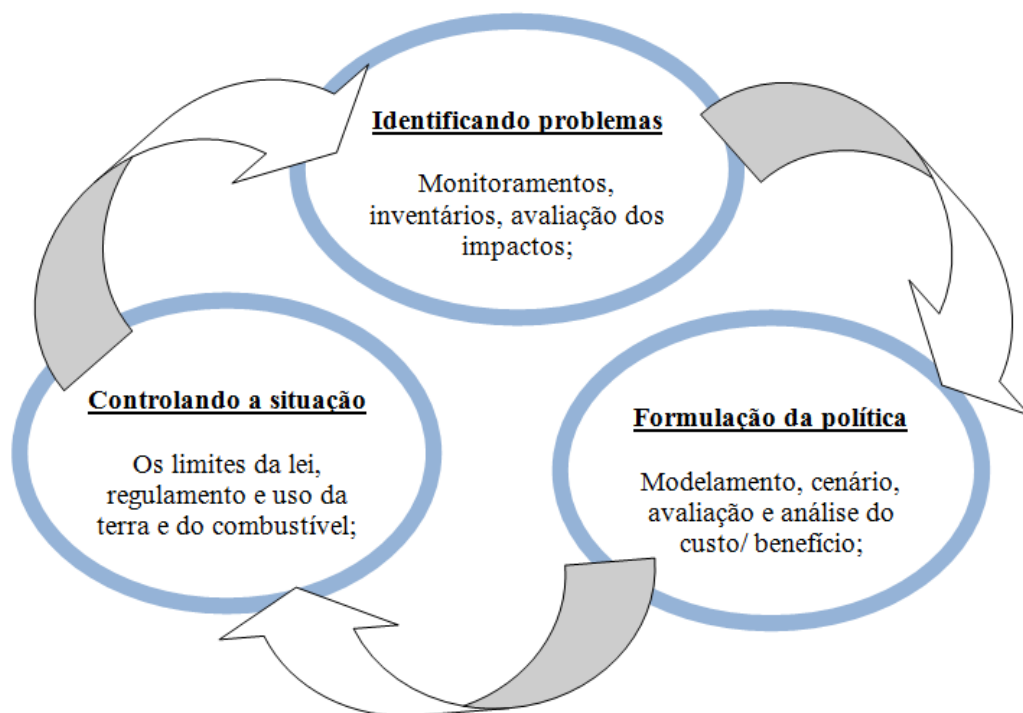 Identificando problemas
Monitoramentos,
inventários, avaliação dos
impactos;
Controlando a situação
Os limites da lei,
regulamento e uso da
terra e do combustível;
Formulação da política
Modelamento, cenário,
avaliação e análise do
custo/ benefício;